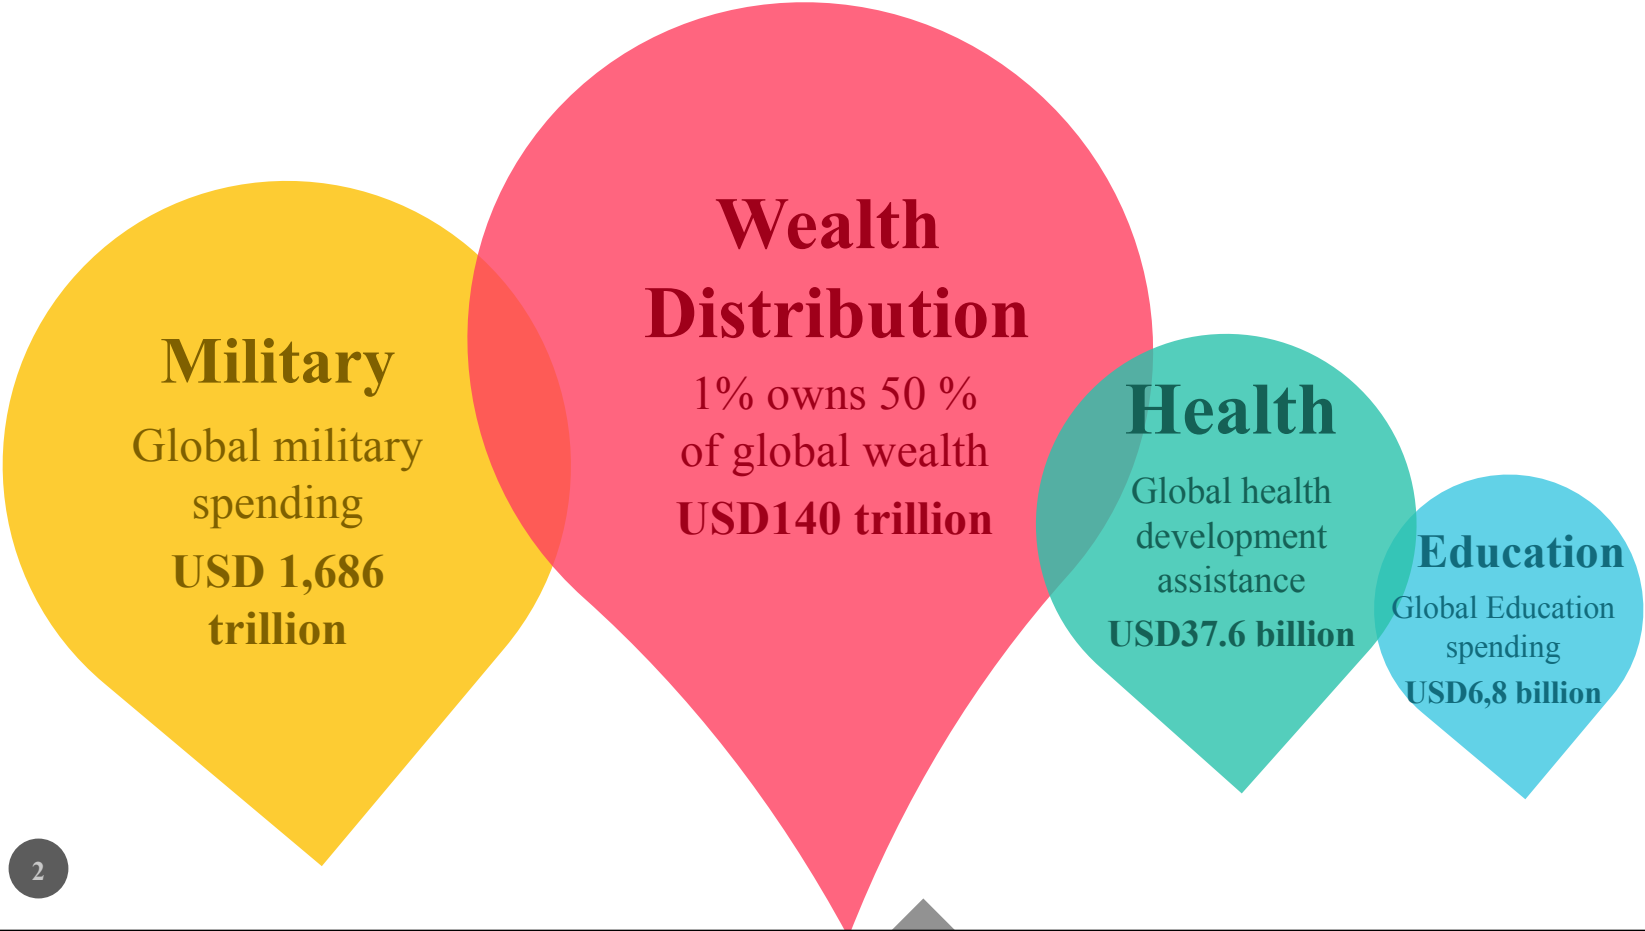 Military
Global military
spending
USD 1,686
trillion
Wealth
Distribution
1% owns 50 %
of global wealth
USD140 trillion
Health
Global health
development
assistance
USD37.6 billion
Education
Global Education
spending
USD6,8 billion
2